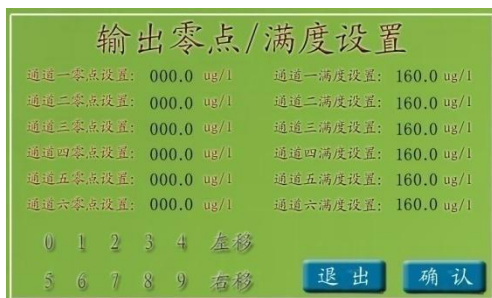 输出零点/满度设置
通道一零点设置: 000.0 ug/l 通道一满度设置: 160.0 ug/l
通道二零点设置: 000.0 ug/l 通道二满度设置: 160.0 ug/l
通道三零点设置: 000.0 ug/l 通道三满度设置: 160.0 ug/l
通道四零点设置: 000.0 ug/l 通道四满度设置: 160.0 ug/l
通道五零点设置: 000.0 ug/l 通道五满度设置: 160.0 ug/l
通道六零点设置: 000.0 ug/l 通道六满度设置: 160.0 ug/l
0 1 2 3 4 左移
5 6 7 8 9 右移 退出 确认